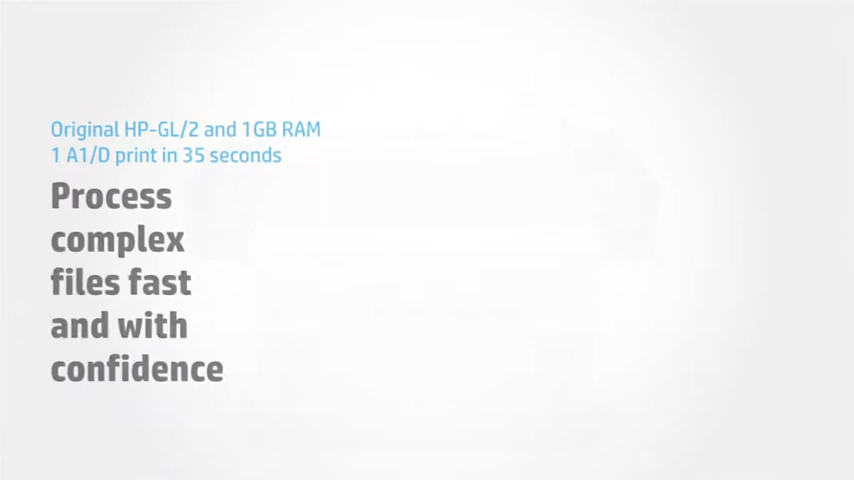 Original HP-GL/2 and 1GB RAM
1 A1/D print in 35 seconds
Process
complex
files fast
and with
confidence